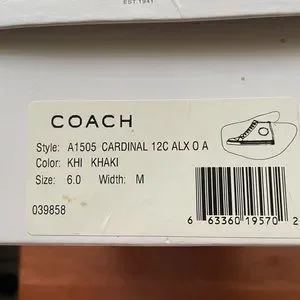 EST. 1941
COACH
Style: A1505 CARDINAL 12C ALX O A
Color: KHI KHAKI
Size: 6.0 Width: M
039858
6 63360 19570 2